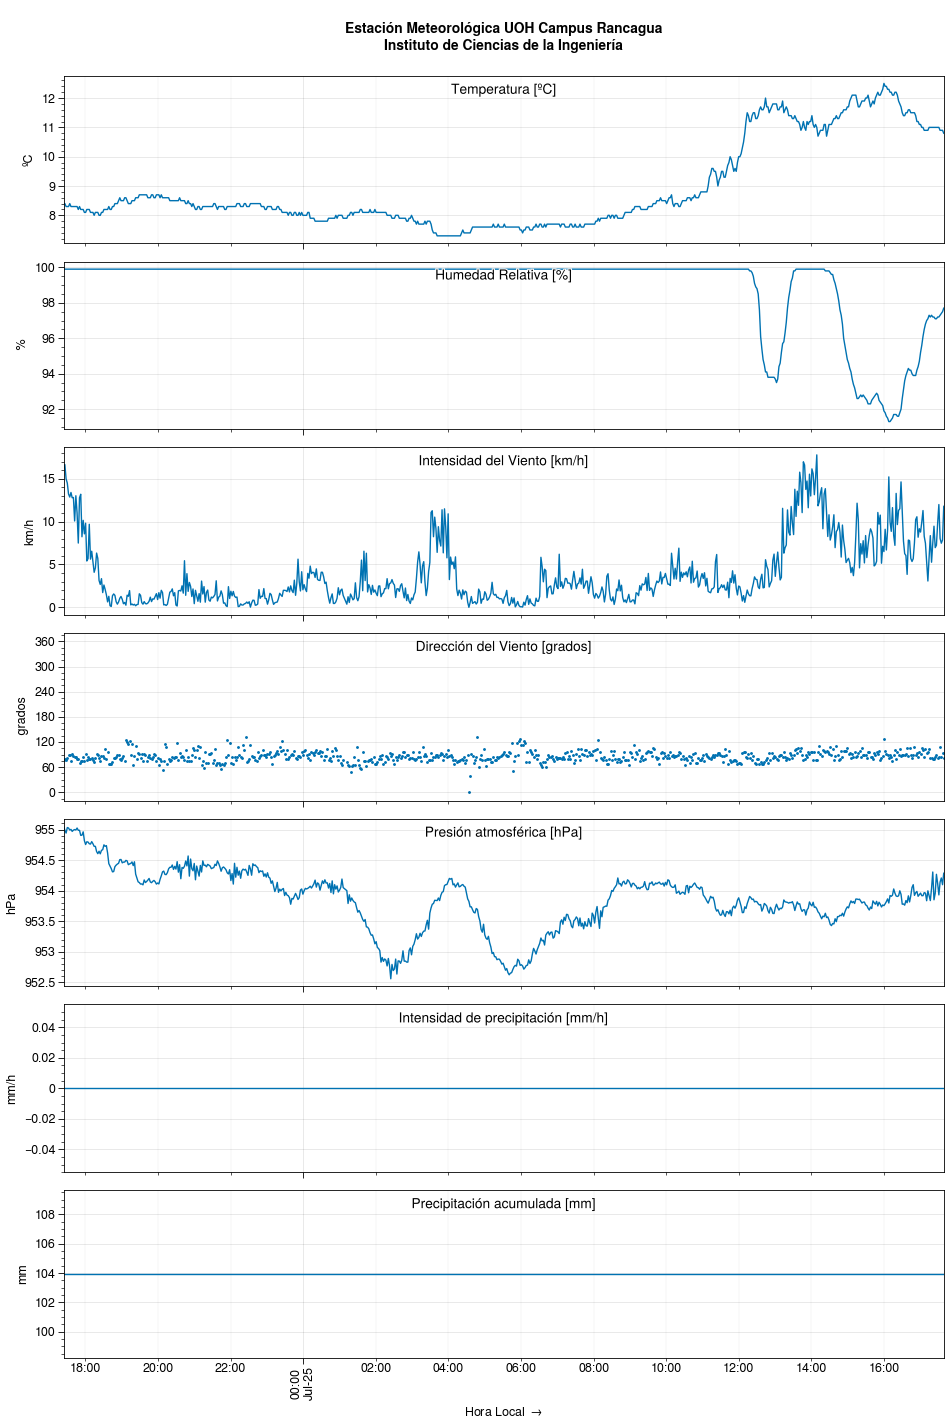 Estación Meteorológica UOH Campus Rancagua
Instituto de Ciencias de la Ingeniería
Temperatura [ºC]
12
11
10
9
8
ºC
Humedad Relativa [%]
100
98
96
94
92
%
Intensidad del Viento [km/h]
15
10
5
0
km/h
Dirección del Viento [grados]
360
300
240
180
120
60
0
grados
Presión atmosférica [hPa]
955
954.5
954
953.5
953
952.5
hPa
Intensidad de precipitación [mm/h]
0.04
0.02
0
−0.02
−0.04
mm/h
Precipitación acumulada [mm]
108
106
104
102
100
mm
18:00 20:00 22:00 00:00 02:00 04:00 06:00 08:00 10:00 12:00 14:00 16:00
Jul-25
Hora Local →